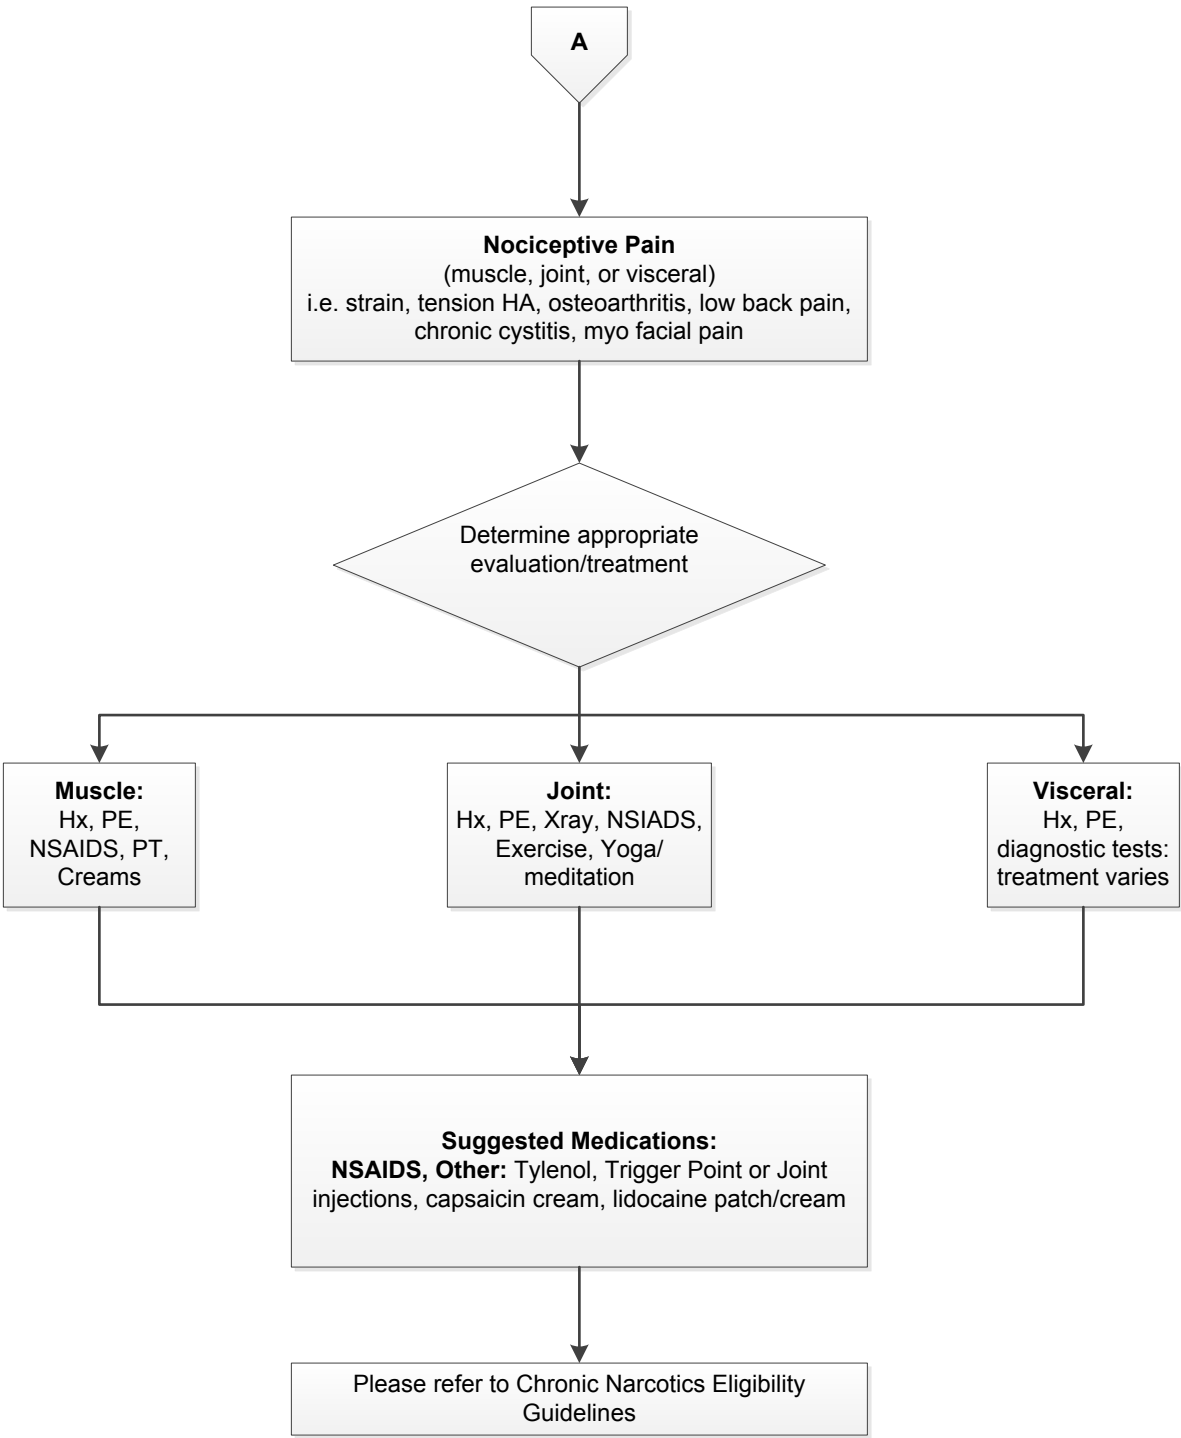 A
Nociceptive Pain
(muscle, joint, or visceral)
i.e. strain, tension HA, osteoarthritis, low back pain,
chronic cystitis, myo facial pain
Determine appropriate
evaluation/treatment
Muscle:
Hx, PE,
NSAIDS, PT,
Creams
Joint:
Hx, PE, Xray, NSIADS,
Exercise, Yoga/
meditation
Visceral:
Hx, PE,
diagnostic tests:
treatment varies
Suggested Medications:
NSAIDS, Other: Tylenol, Trigger Point or Joint
injections, capsaicin cream, lidocaine patch/cream
Please refer to Chronic Narcotics Eligibility
Guidelines